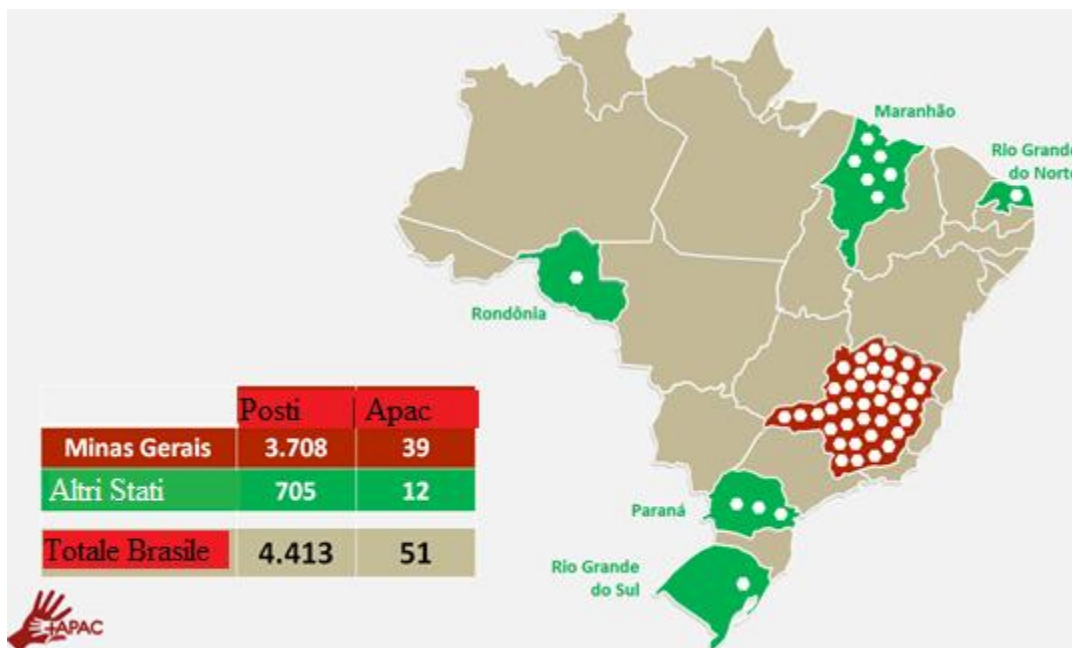 Maranhão
Rio Grande
do Norte
Rondônia
Posti Apac
Minas Gerais 3.708 39
Altri Stati 705 12
Totale Brasile 4.413 51
Paraná
Rio Grande
do Sul
APAC